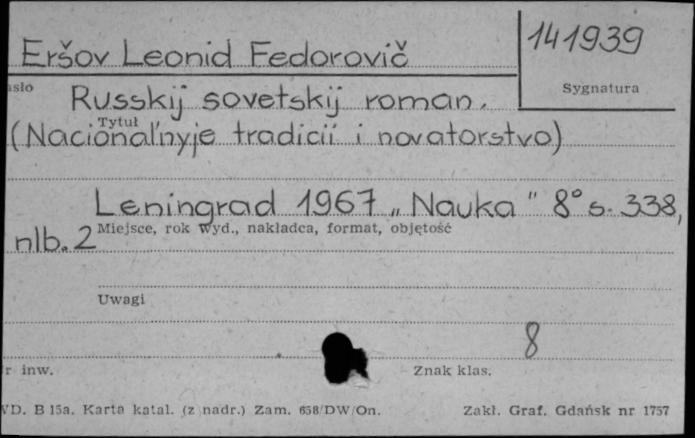 Eršov Leonid Fedorovič
141939
Sygnatura
Russkij sovetskij roman.
Tytuł
(Nacional'nyje tradicii i novatorstvo)
Leningrad 1967 „Nauka" 8° s. 338,
Miejsce, rok wyd., nakładca, format, objętość
nlb. 2
Uwagi
8
inw.
Znak klas.
B 15a. Karta katal. (z nadr.) Zam. 658/DW/On.
Zakł. Graf. Gdańsk nr 1757